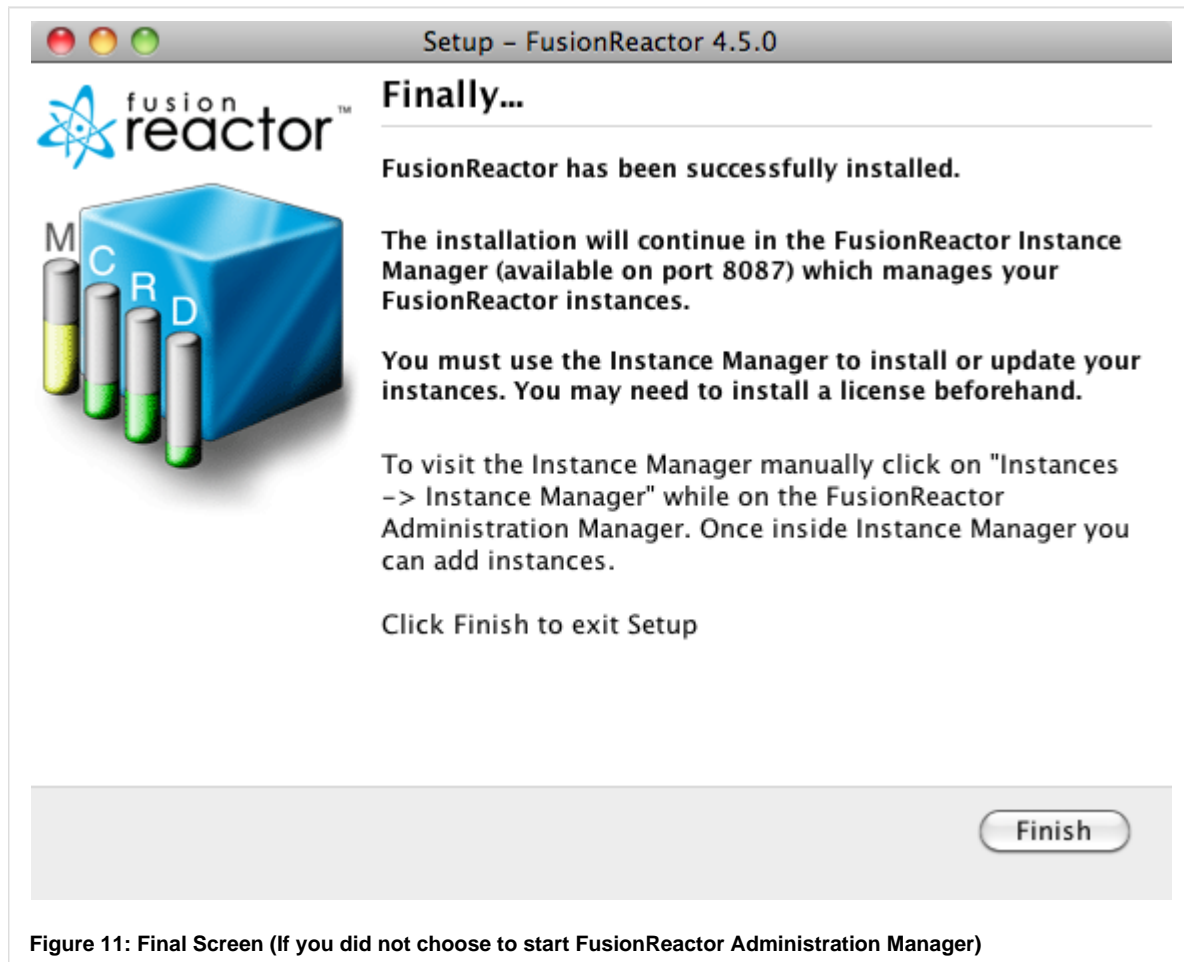 Setup – FusionReactor 4.5.0
fusion
reactor™
Finally...
FusionReactor has been successfully installed.
The installation will continue in the FusionReactor Instance
Manager (available on port 8087) which manages your
FusionReactor instances.
You must use the Instance Manager to install or update your
instances. You may need to install a license beforehand.
To visit the Instance Manager manually click on "Instances
–> Instance Manager" while on the FusionReactor
Administration Manager. Once inside Instance Manager you
can add instances.
Click Finish to exit Setup
M
C
R
D
Finish
Figure 11: Final Screen (If you did not choose to start FusionReactor Administration Manager)